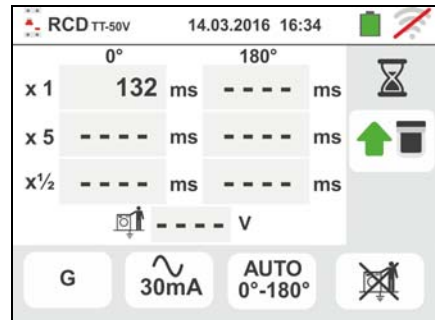 RCD TT-50V 14.03.2016 16:34
0° 180°
x 1 132 ms - - - - ms
x 5 - - - - ms - - - - ms
x½ - - - - ms - - - - ms
- - - - V
G 30mA AUTO
0°-180°